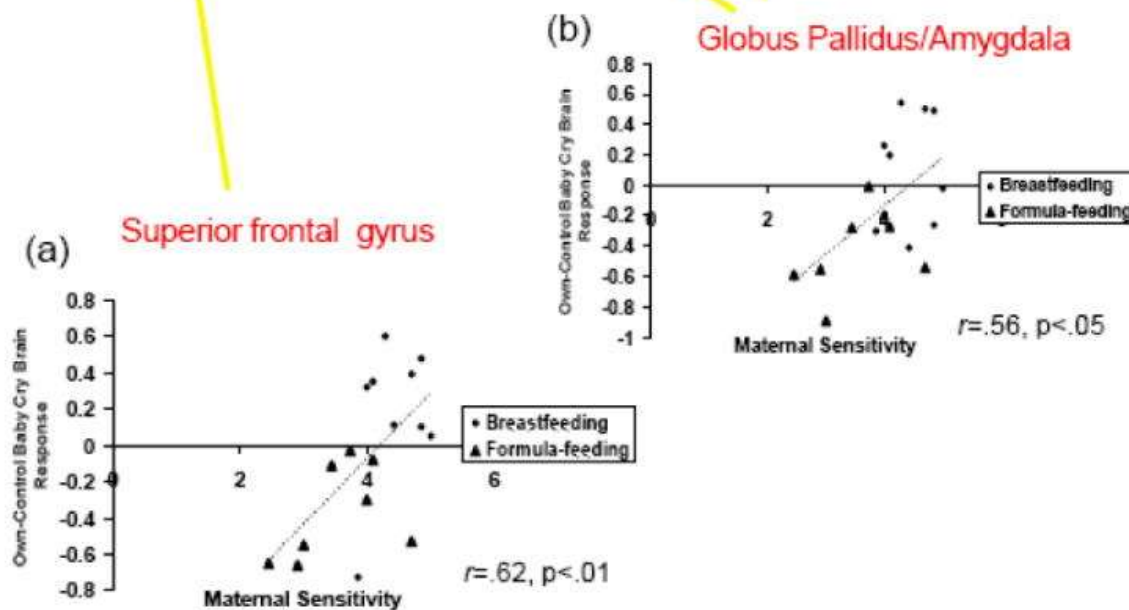 (b)
Globus Pallidus/Amygdala
0.8
0.6
0.4
0.2
0
-0.2
-0.4
-0.6
-0.8
-1
Own-Control Baby Cry Brain
Response
0
2
Breastfeeding
Formula-feeding
Maternal Sensitivity
r=.56, p<.05
Superior frontal gyrus
(a)
0.8
0.6
0.4
0.2
0
-0.2
-0.4
-0.6
-0.8
Own-Control Baby Cry Brain
Response
0
2
4
6
Breastfeeding
Formula-feeding
Maternal Sensitivity
r=.62, p<.01